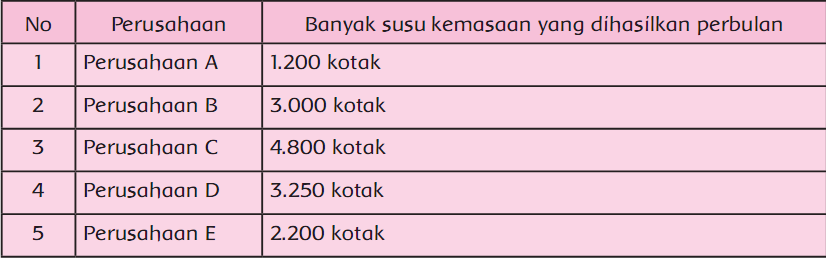 No Perusahaan Banyak susu kemasaan yang dihasilkan perbulan
1 Perusahaan A 1.200 kotak
2 Perusahaan B 3.000 kotak
3 Perusahaan C 4.800 kotak
4 Perusahaan D 3.250 kotak
5 Perusahaan E 2.200 kotak